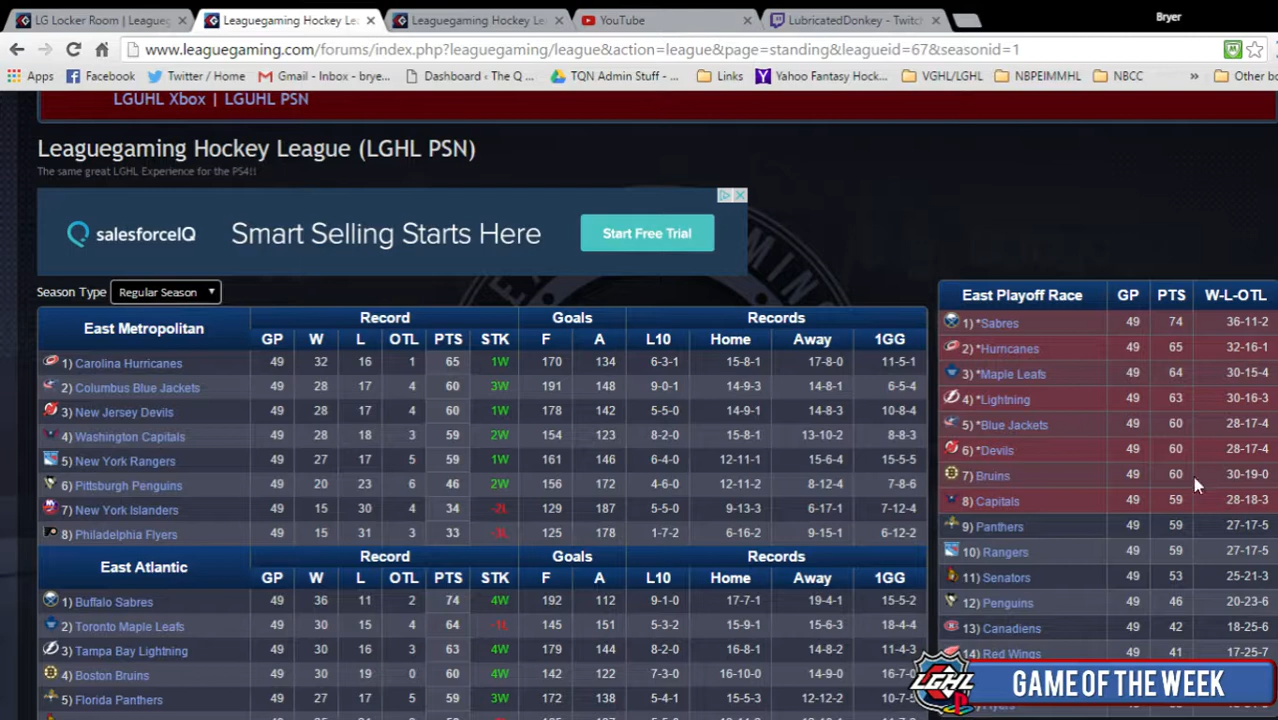 LG Locker Room | Leagueg
Leaguegaming Hockey Le
Leaguegaming Hockey Le
YouTube
LubricatedDonkey - Twitch
Bryer
www.leaguegaming.com/forums/index.php?leaguegaming/league&action=league&page=standing&leagueid=67&seasonid=1
Apps Facebook Twitter / Home Gmail - Inbox - brye... Dashboard ‹ The Q ... TQN Admin Stuff - ... Links Yahoo Fantasy Hock... VGHL/LGHL NBPEIMMHL NBCC » Other bo
LGUHL Xbox | LGUHL PSN
Leaguegaming Hockey League (LGHL PSN)
The same great LGHL Experience for the PS4!!
salesforceIQ Smart Selling Starts Here Start Free Trial
Season Type Regular Season
East Metropolitan Record Goals Records
GP W L OTL PTS STK F A L10 Home Away 1GG
1) Carolina Hurricanes 49 32 16 1 65 1W 170 134 6-3-1 15-8-1 17-8-0 11-5-1
2) Columbus Blue Jackets 49 28 17 4 60 3W 191 148 9-0-1 14-9-3 14-8-1 6-5-4
3) New Jersey Devils 49 28 17 4 60 1W 178 142 5-5-0 14-9-1 14-8-3 10-8-4
4) Washington Capitals 49 28 18 3 59 2W 154 123 8-2-0 15-8-1 13-10-2 8-8-3
5) New York Rangers 49 27 17 5 59 1W 161 146 6-4-0 12-11-1 15-6-4 15-5-5
6) Pittsburgh Penguins 49 20 23 6 46 2W 156 172 4-6-0 12-11-2 8-12-4 7-8-6
7) New York Islanders 49 15 30 4 34 -2L 129 187 5-5-0 9-13-3 6-17-1 7-12-4
8) Philadelphia Flyers 49 15 31 3 33 -3L 125 178 1-7-2 6-16-2 9-15-1 6-12-2
East Atlantic Record Goals Records
GP W L OTL PTS STK F A L10 Home Away 1GG
1) Buffalo Sabres 49 36 11 2 74 4W 192 112 9-1-0 17-7-1 19-4-1 15-5-2
2) Toronto Maple Leafs 49 30 15 4 64 -1L 145 151 5-3-2 15-9-1 15-6-3 18-4-4
3) Tampa Bay Lightning 49 30 16 3 63 4W 179 144 8-2-0 16-8-1 14-8-2 11-4-3
4) Boston Bruins 49 30 19 0 60 4W 142 122 7-3-0 16-10-0 14-9-0 16-7-0
5) Florida Panthers 49 27 17 5 59 3W 172 138 5-4-1 15-5-3 12-12-2
East Playoff Race GP PTS W-L-OTL
1) *Sabres 49 74 36-11-2
2) *Hurricanes 49 65 32-16-1
3) *Maple Leafs 49 64 30-15-4
4) *Lightning 49 63 30-16-3
5) *Blue Jackets 49 60 28-17-4
6) *Devils 49 60 28-17-4
7) Bruins 49 60 30-19-0
8) Capitals 49 59 28-18-3
9) Panthers 49 59 27-17-5
10) Rangers 49 59 27-17-5
11) Senators 49 53 25-21-3
12) Penguins 49 46 20-23-6
13) Canadiens 49 42 18-25-6
14) Red Wings 49 41 17-25-7
LGHL
GAME OF THE WEEK